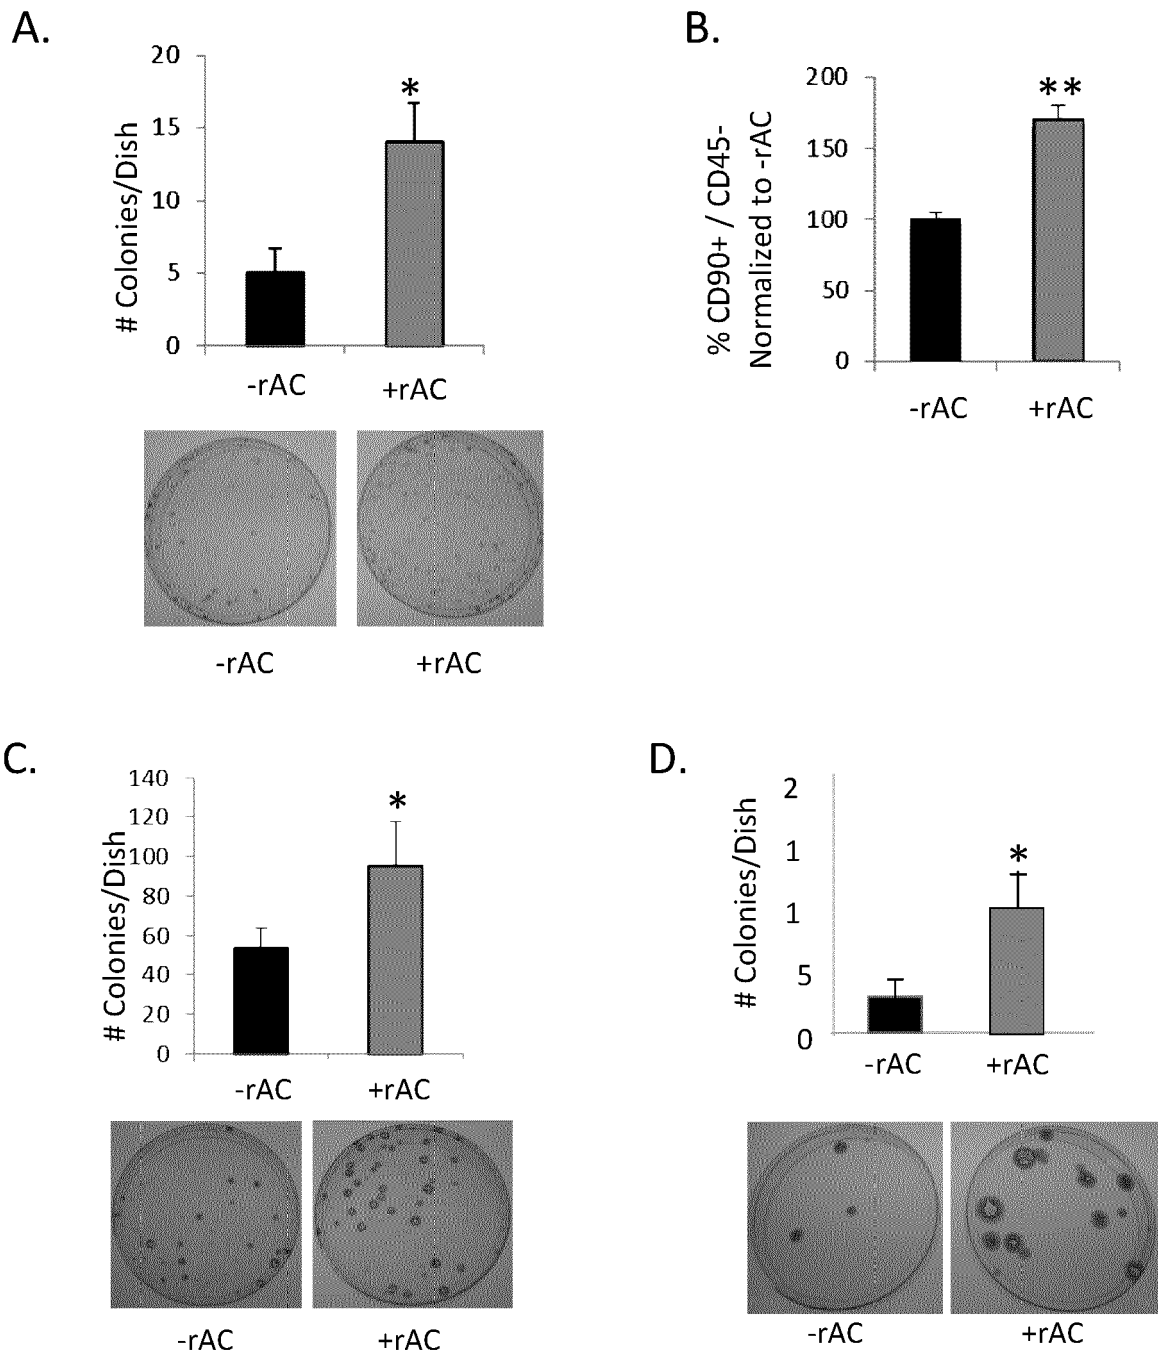 A.
# Colonies/Dish
20
15
10
5
0
*
-rAC
+rAC
-rAC
+rAC
B.
% CD90+ / CD45-
Normalized to -rAC
200
150
100
50
0
**
-rAC
+rAC
C.
# Colonies/Dish
140
120
100
80
60
40
20
0
*
-rAC
+rAC
-rAC
+rAC
D.
# Colonies/Dish
2
1
1
5
0
*
-rAC
+rAC
-rAC
+rAC